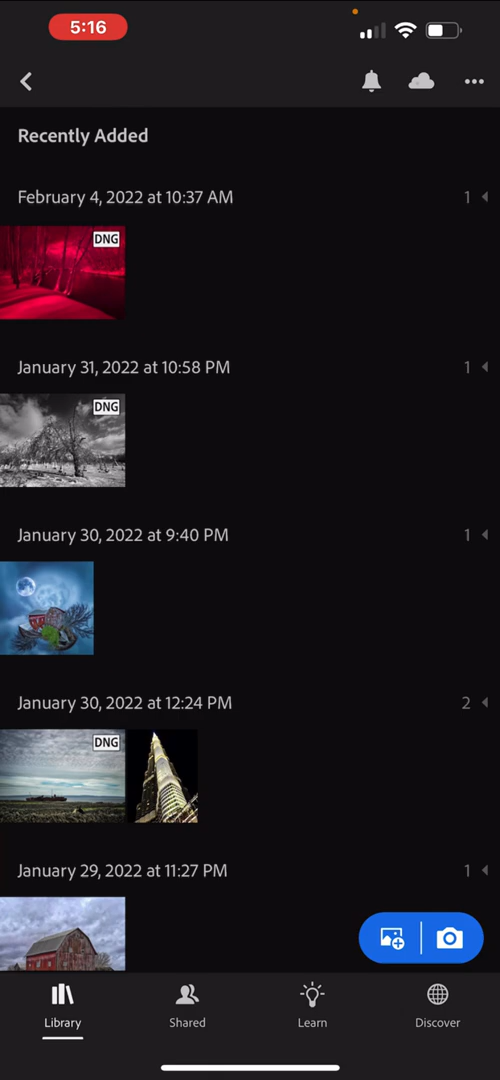 5:16
Recently Added
February 4, 2022 at 10:37 AM 1
DNG
January 31, 2022 at 10:58 PM 1
DNG
January 30, 2022 at 9:40 PM 1
January 30, 2022 at 12:24 PM 2
DNG
January 29, 2022 at 11:27 PM 1
Library Shared Learn Discover